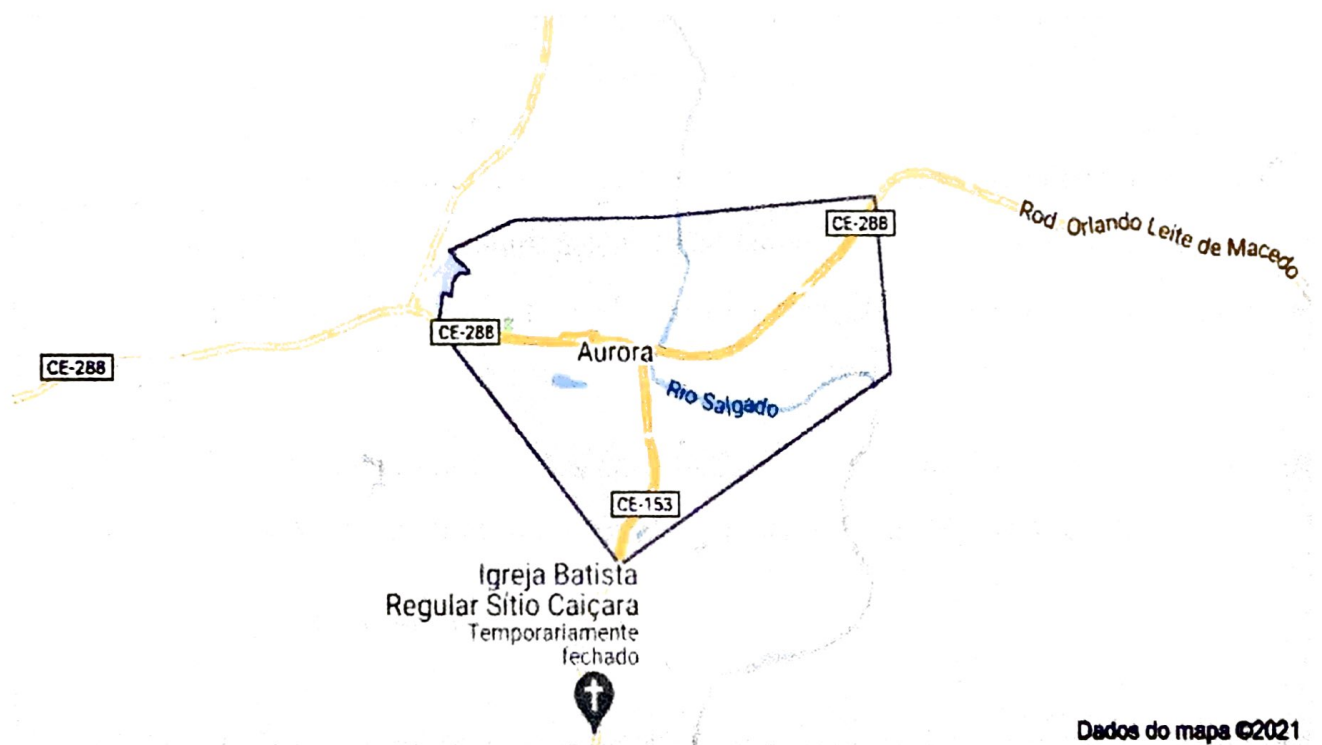 CE-288
Rod. Orlando Leite de Macedo
CE-288
Aurora
CE-288
Rio Salgado
CE-153
Igreja Batista
Regular Sítio Caiçara
Temporariamente
fechado
Dados do mapa ©2021